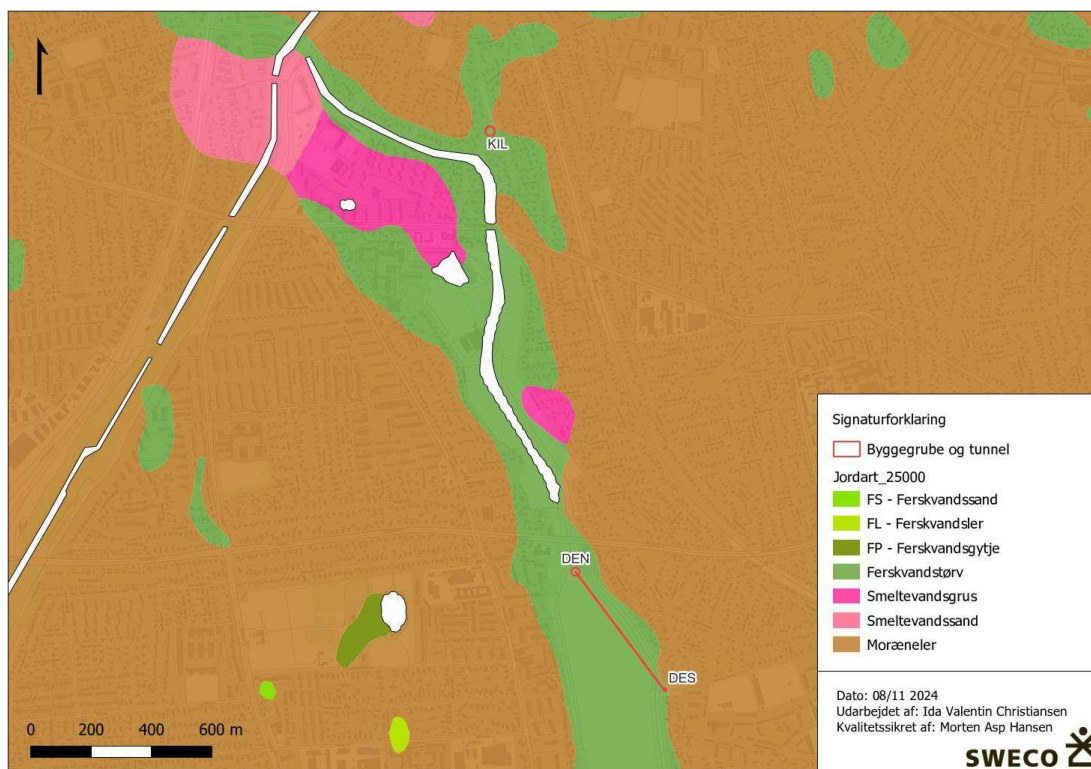 KIL
DEN
DES
0 200 400 600 m
Signaturforklaring
Byggegrube og tunnel
Jordart_25000
FS - Ferskvandssand
FL - Ferskvandsler
FP - Ferskvandsgytje
Ferskvandstørv
Smeltevandsgrus
Smeltevandssand
Moræneler
Dato: 08/11 2024
Udarbejdet af: Ida Valentin Christiansen
Kvalitetssikret af: Morten Asp Hansen
SWECO